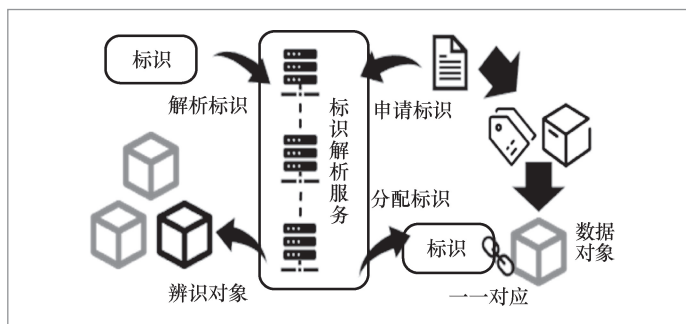 标识
解析标识
标识解析服务
申请标识
分配标识
标识
数据
对象
一一对应
辨识对象